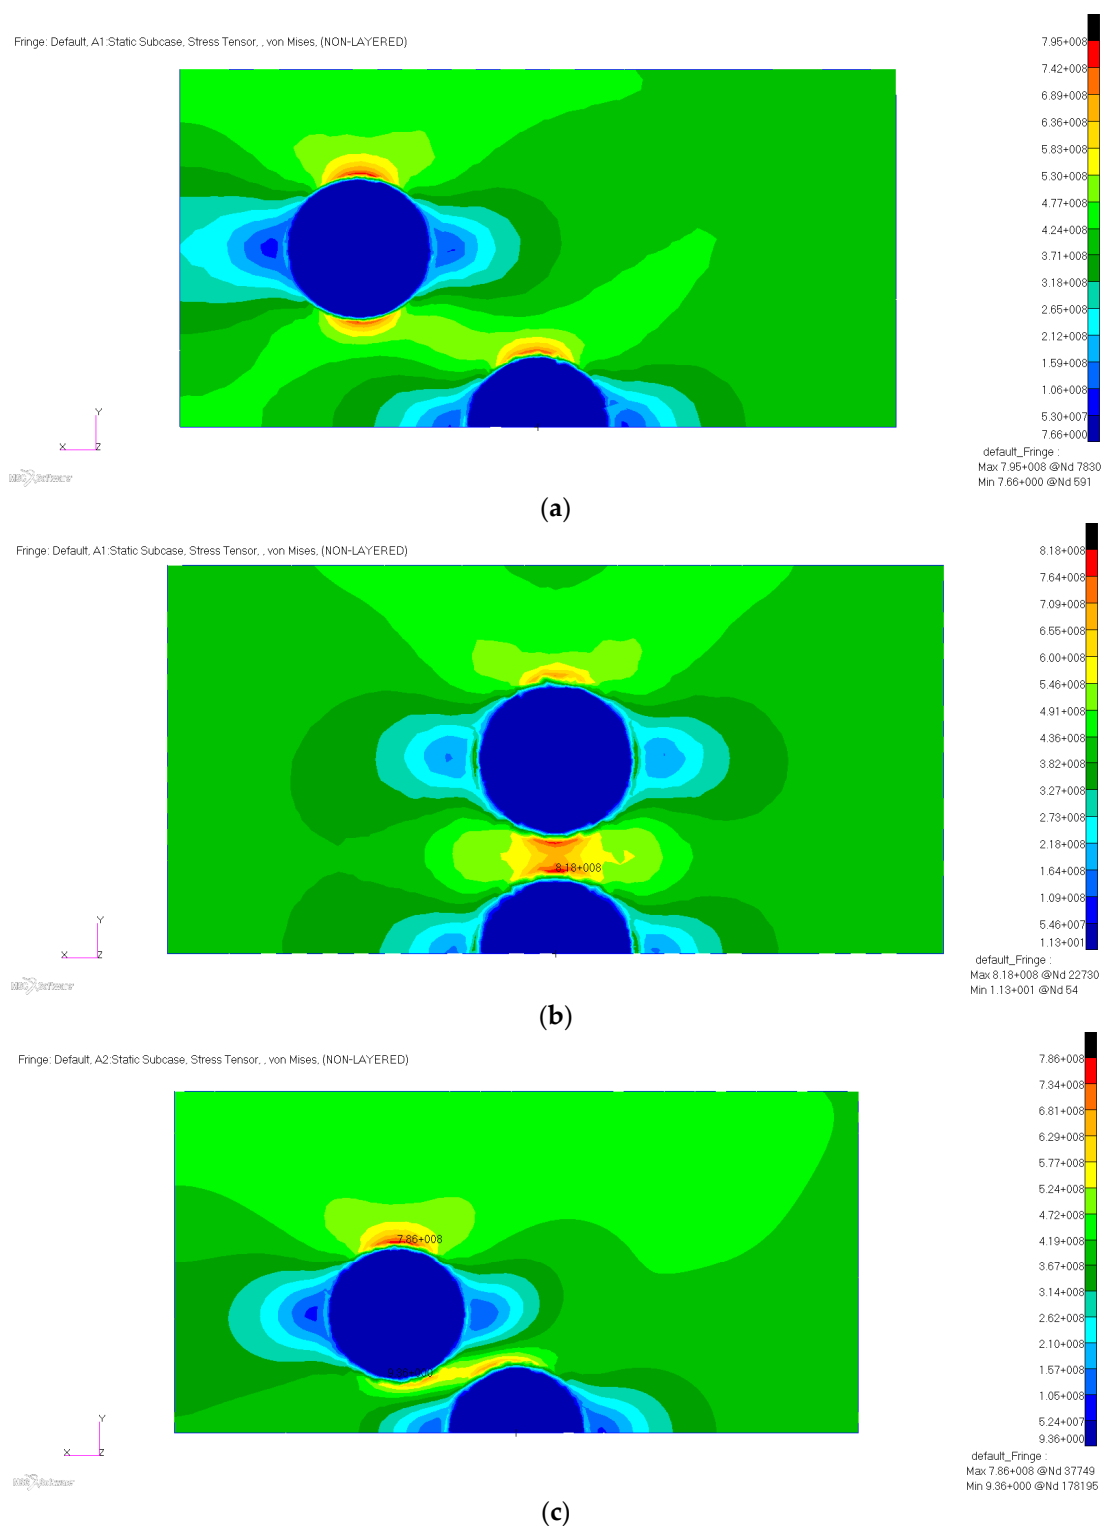 Fringe: Default, A1:Static Subcase, Stress Tensor, , von Mises, (NON-LAYERED)
7.95+008
7.42+008
6.89+008
6.36+008
5.83+008
5.30+008
4.77+008
4.24+008
3.71+008
3.18+008
2.65+008
2.12+008
1.59+008
1.06+008
5.30+007
7.66+000
Y
X
Z
default_Fringe :
Max 7.95+008 @Nd 7830
Min 7.66+000 @Nd 591
(a)
Fringe: Default, A1:Static Subcase, Stress Tensor, , von Mises, (NON-LAYERED)
8.18+008
7.64+008
7.09+008
6.55+008
6.00+008
5.46+008
4.91+008
4.36+008
3.82+008
3.27+008
2.73+008
2.18+008
1.64+008
1.09+008
5.46+007
1.13+001
8.18+008
Y
X
Z
default_Fringe :
Max 8.18+008 @Nd 22730
Min 1.13+001 @Nd 54
(b)
Fringe: Default, A2:Static Subcase, Stress Tensor, , von Mises, (NON-LAYERED)
7.86+008
7.34+008
6.81+008
6.29+008
5.77+008
5.24+008
4.72+008
4.19+008
3.67+008
3.14+008
2.62+008
2.10+008
1.57+008
1.05+008
5.24+007
9.36+000
7.86+008
Y
X
Z
default_Fringe :
Max 7.86+008 @Nd 37749
Min 9.36+000 @Nd 178195
(c)